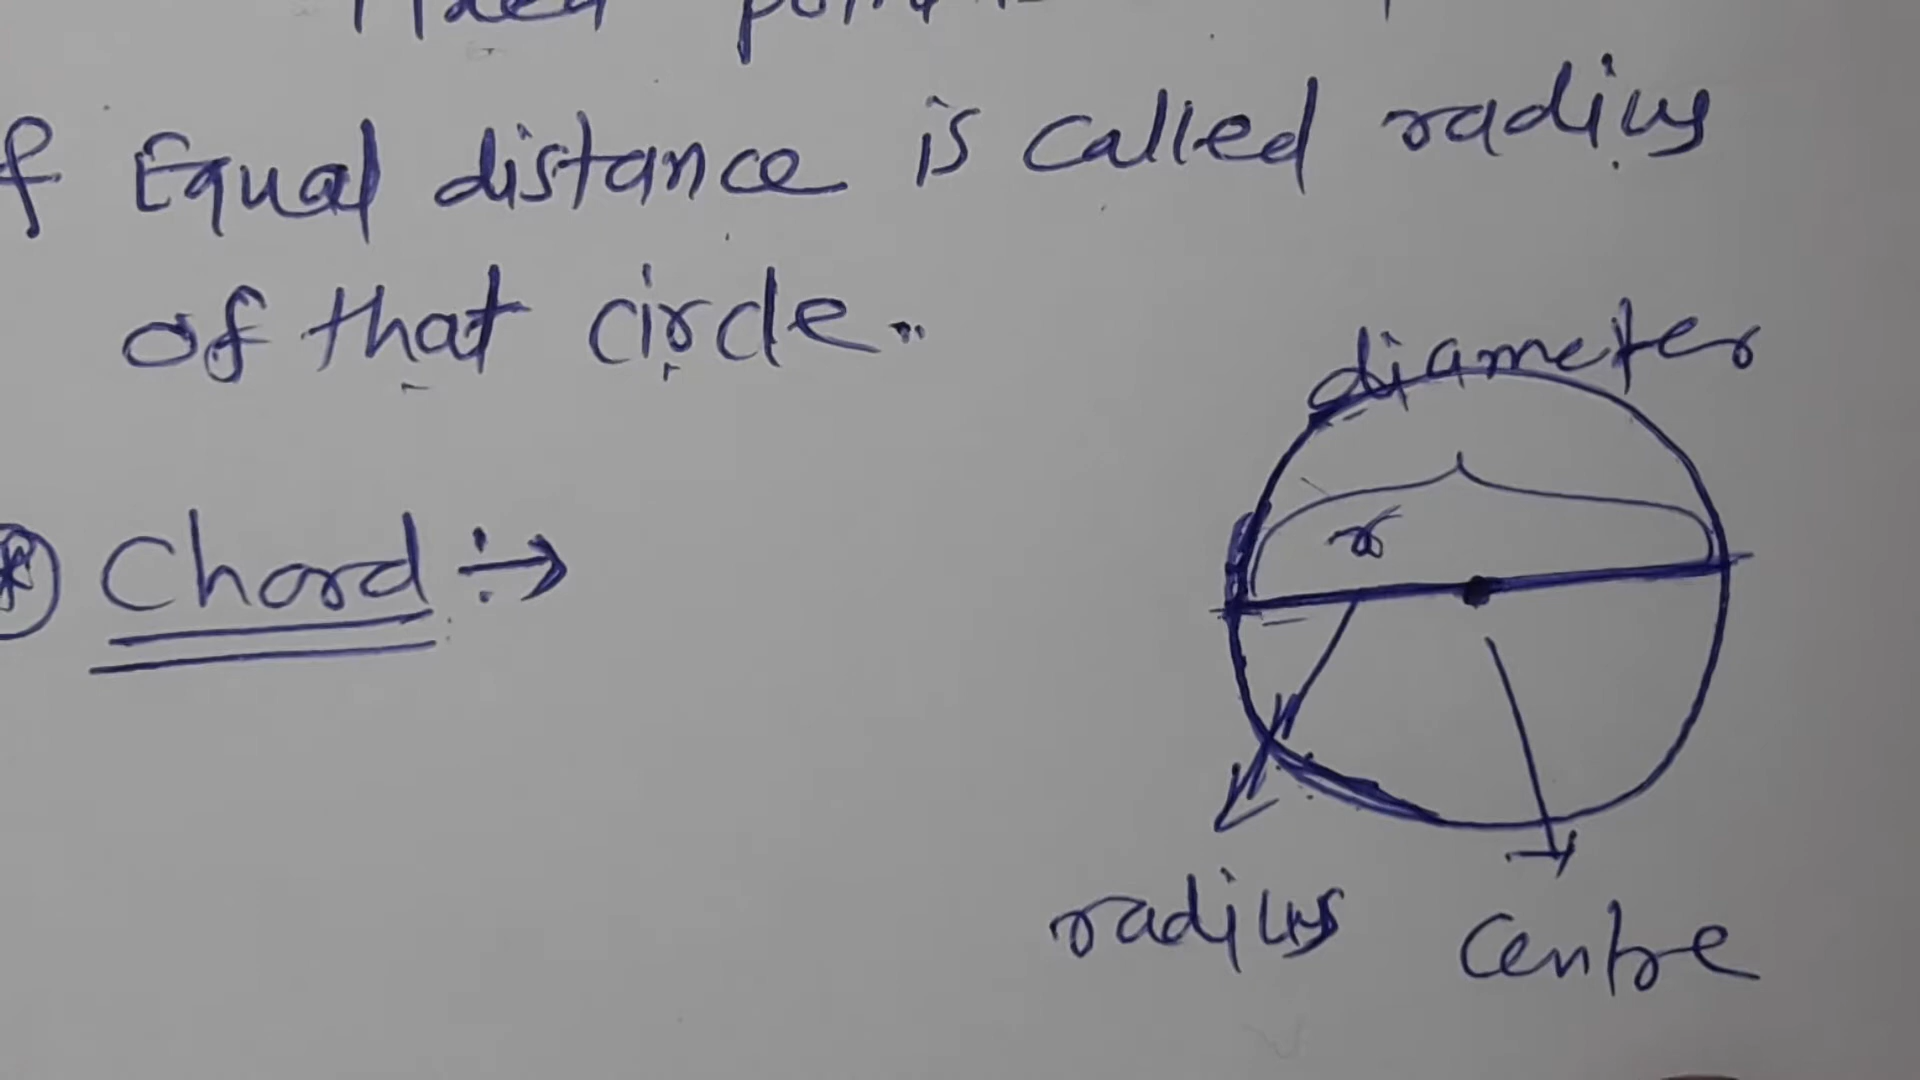 f Equal distance is called radius
of that circle..
diameter
r
Chord :→
radius
Centre